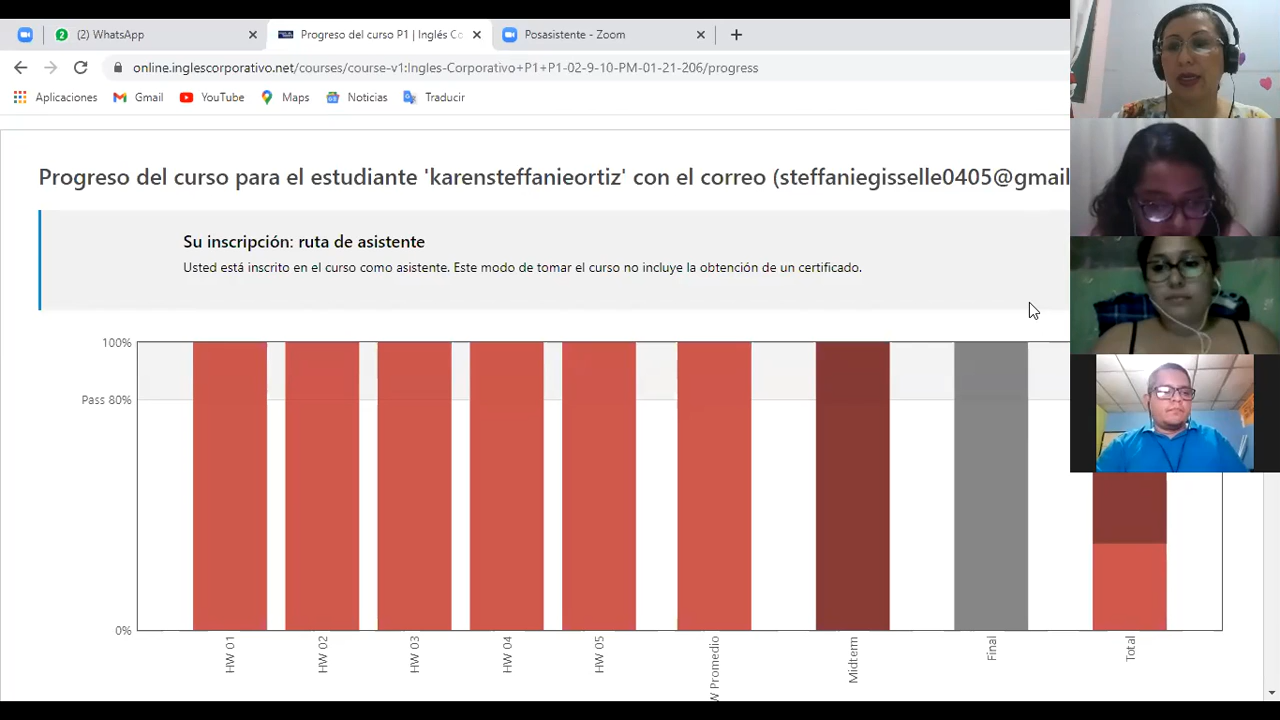 (2) WhatsApp
Progreso del curso P1 | Inglés Co
Posasistente - Zoom
online.inglescorporativo.net/courses/course-v1:Ingles-Corporativo+P1+P1-02-9-10-PM-01-21-206/progress
Aplicaciones Gmail YouTube Maps Noticias Traducir
Progreso del curso para el estudiante 'karensteffanieortiz' con el correo (steffaniegisselle0405@gmail
Su inscripción: ruta de asistente
Usted está inscrito en el curso como asistente. Este modo de tomar el curso no incluye la obtención de un certificado.
100%
Pass 80%
0%
HW 01
HW 02
HW 03
HW 04
HW 05
W Promedio
Midterm
Final
Total